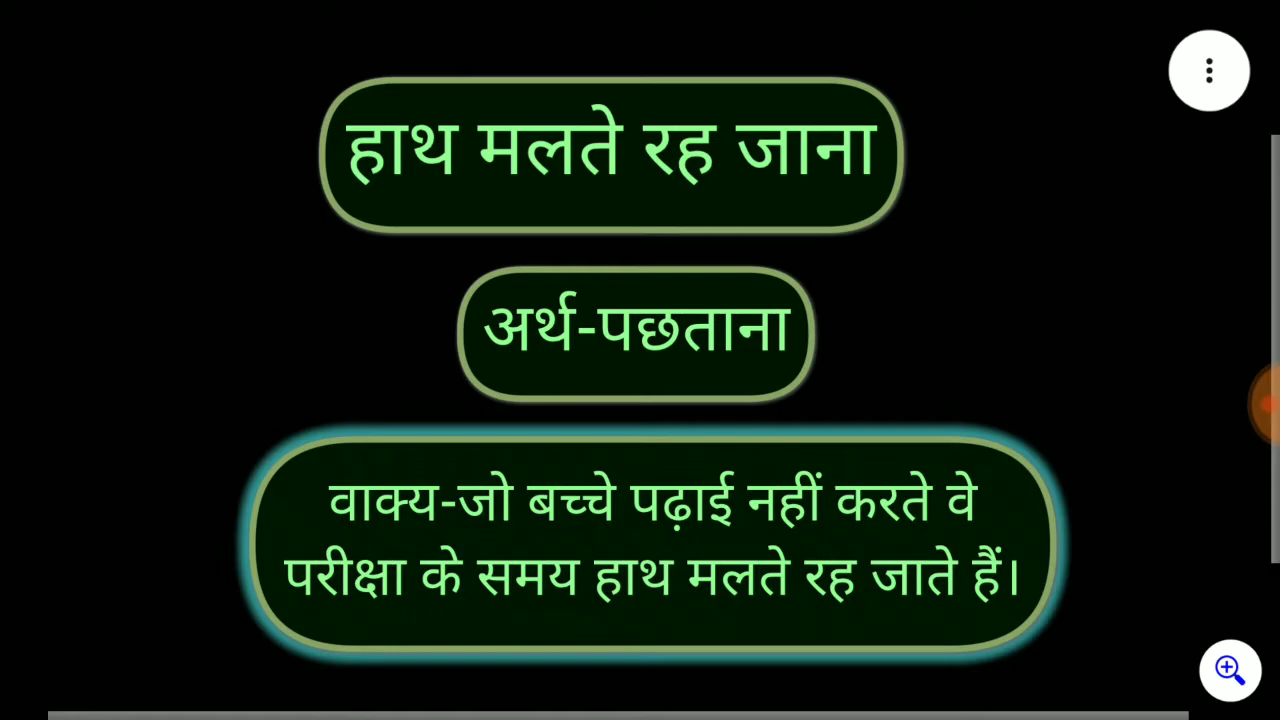 हाथ मलते रह जाना
अर्थ-पछताना
वाक्य-जो बच्चे पढ़ाई नहीं करते वे
परीक्षा के समय हाथ मलते रह जाते हैं।